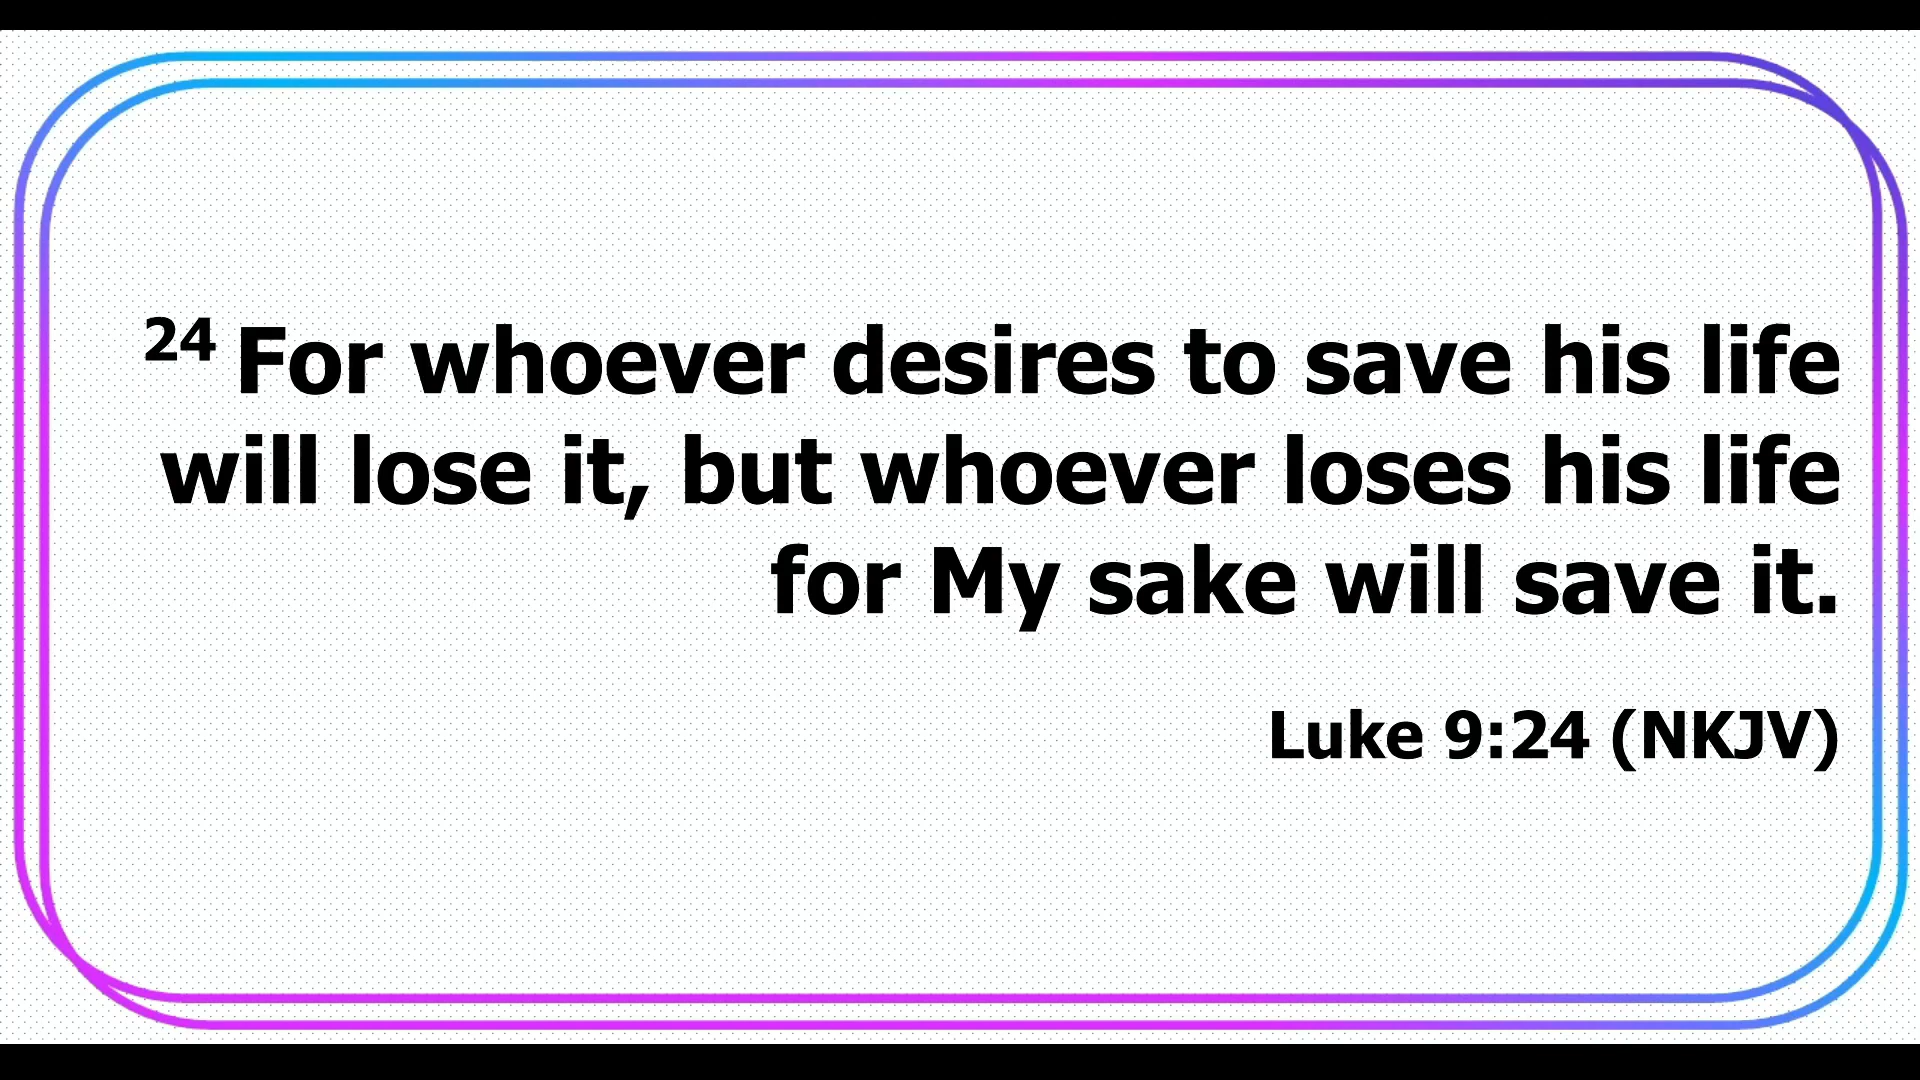 24 For whoever desires to save his life
will lose it, but whoever loses his life
for My sake will save it.
Luke 9:24 (NKJV)